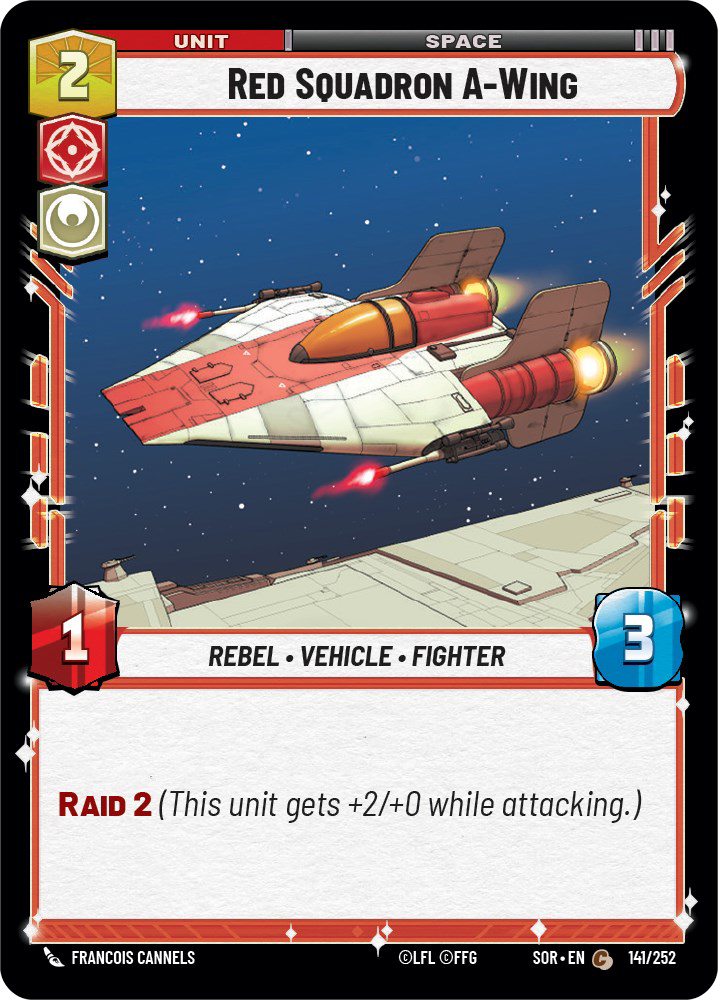 UNIT
SPACE
2
RED SQUADRON A-WING
1
REBEL • VEHICLE • FIGHTER
3
RAID 2 (This unit gets +2/+0 while attacking.)
FRANCOIS CANNELS
©LFL ©FFG
SOR • EN C 141/252